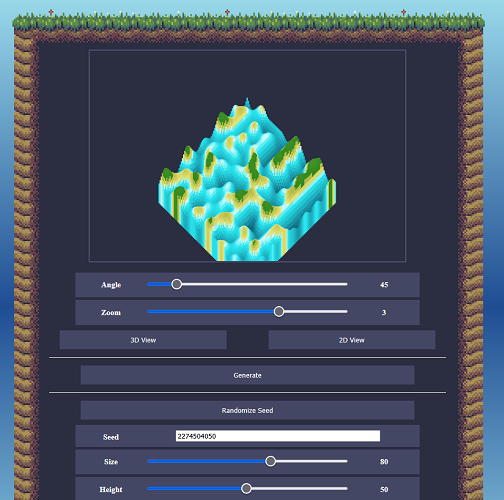 Angle 45
Zoom 3
3D View 2D View
Generate
Randomize Seed
Seed 2274504050
Size 80
Height 50